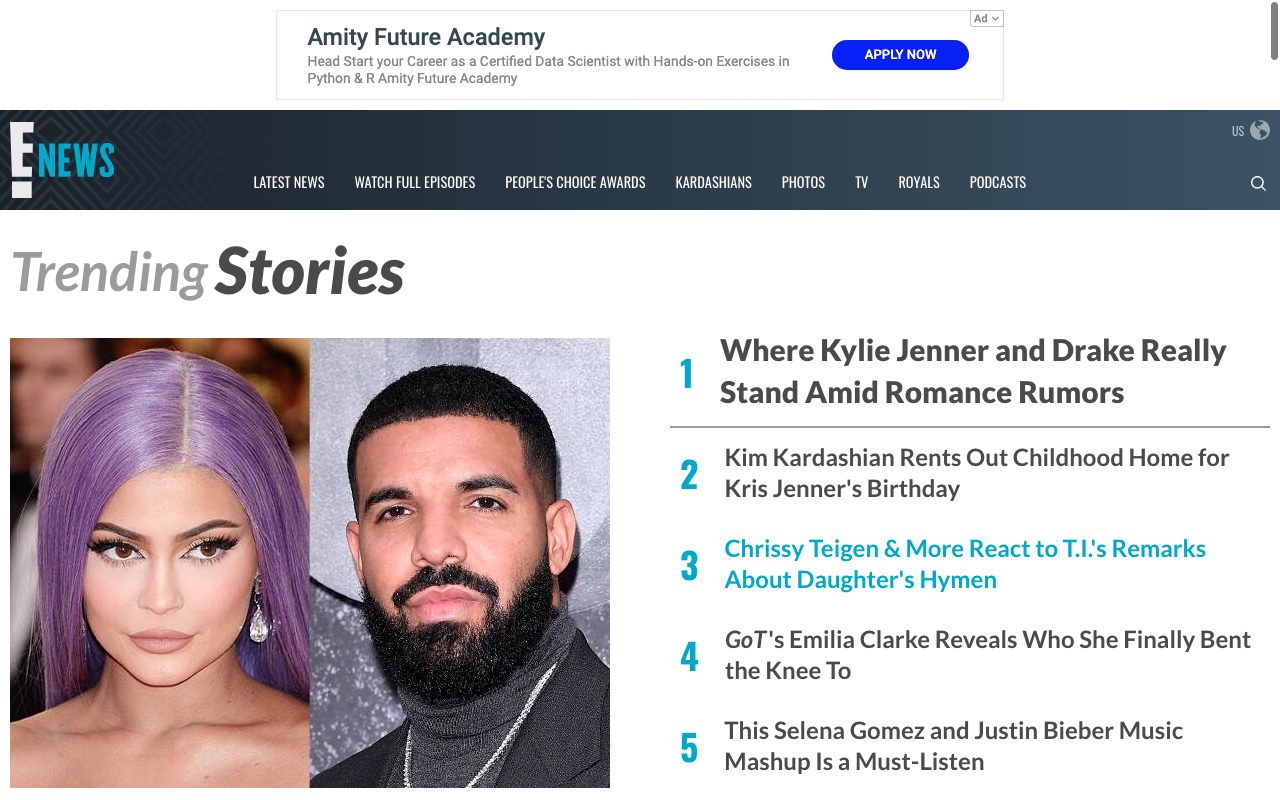 Amity Future Academy
Head Start your Career as a Certified Data Scientist with Hands-on Exercises in
Python & R Amity Future Academy
APPLY NOW
Ad
E! NEWS
US
LATEST NEWS
WATCH FULL EPISODES
PEOPLE'S CHOICE AWARDS
KARDASHIANS
PHOTOS
TV
ROYALS
PODCASTS
Trending Stories
1
Where Kylie Jenner and Drake Really
Stand Amid Romance Rumors
2
Kim Kardashian Rents Out Childhood Home for
Kris Jenner's Birthday
3
Chrissy Teigen & More React to T.I.'s Remarks
About Daughter's Hymen
4
GoT's Emilia Clarke Reveals Who She Finally Bent
the Knee To
5
This Selena Gomez and Justin Bieber Music
Mashup Is a Must-Listen